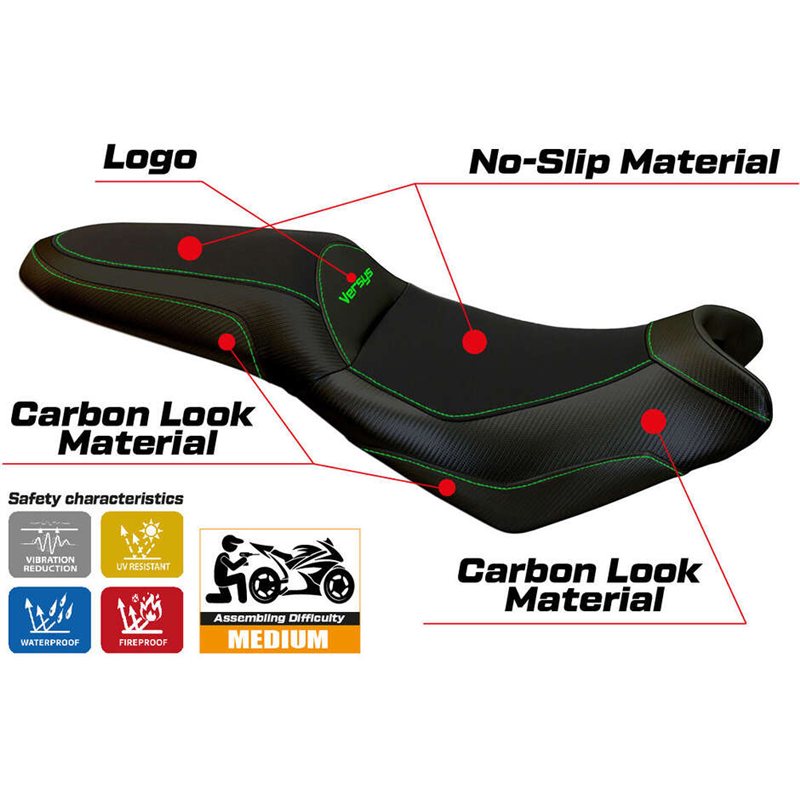 Logo
No-Slip Material
Versys
Carbon Look
Material
Safety characteristics
VIBRATION
REDUCTION
UV RESISTANT
WATERPROOF
FIREPROOF
Assembling Difficulty
MEDIUM
Carbon Look
Material